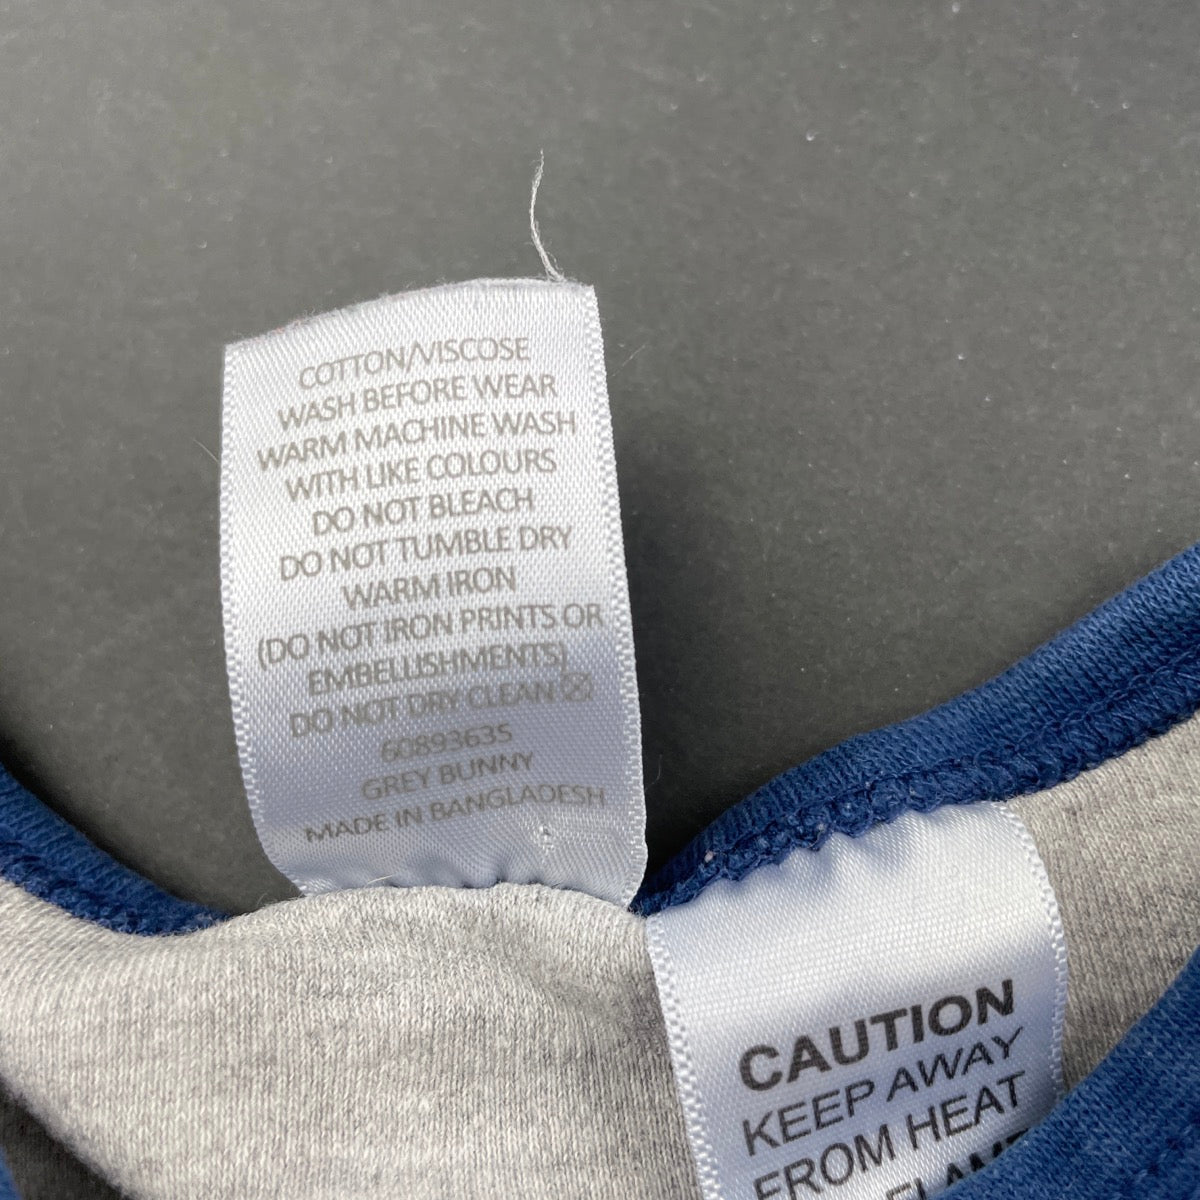 COTTON/VISCOSE
WASH BEFORE WEAR
WARM MACHINE WASH
WITH LIKE COLOURS
DO NOT BLEACH
DO NOT TUMBLE DRY
WARM IRON
(DO NOT IRON PRINTS OR
EMBELLISHMENTS)
DO NOT DRY CLEAN
60893635
GREY BUNNY
MADE IN BANGLADESH
CAUTION
KEEP AWAY
FROM HEAT